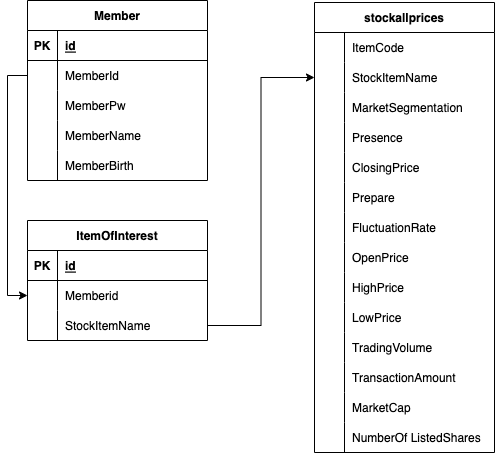 Member
PK id
MemberId
MemberPw
MemberName
MemberBirth
ItemOfInterest
PK id
Memberid
StockItemName
stockallprices
ItemCode
StockItemName
MarketSegmentation
Presence
ClosingPrice
Prepare
FluctuationRate
OpenPrice
HighPrice
LowPrice
TradingVolume
TransactionAmount
MarketCap
NumberOf ListedShares